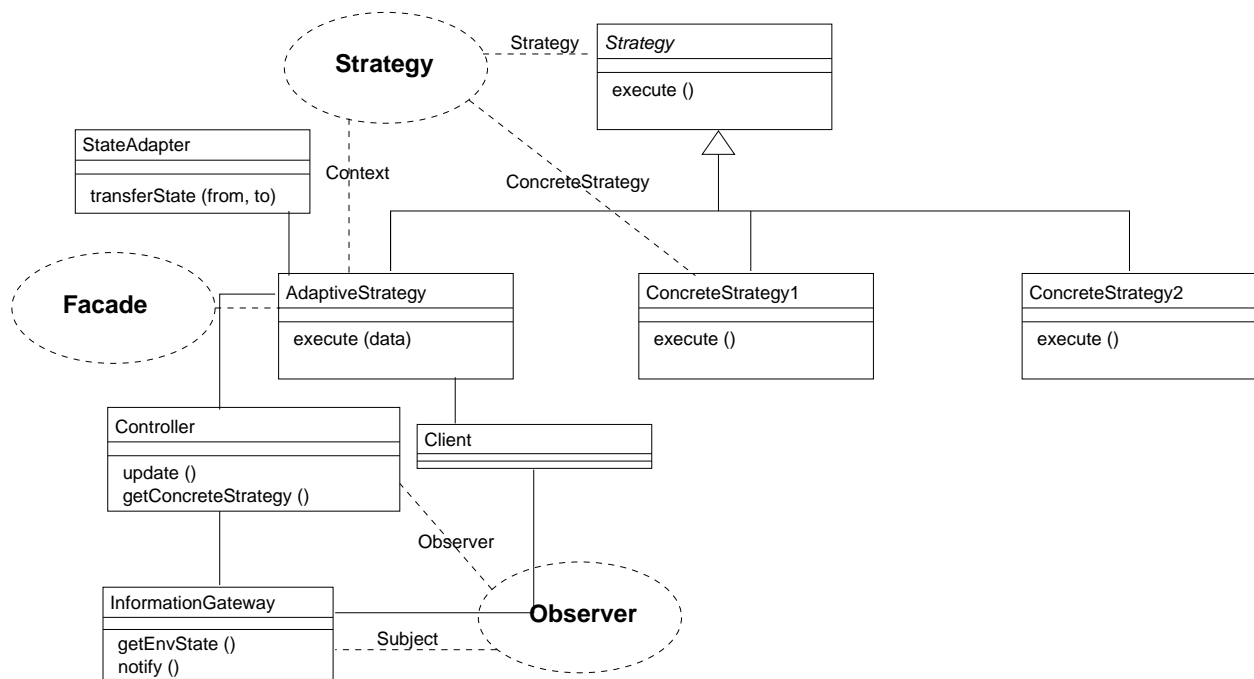 Strategy
Strategy
Strategy
execute ()
StateAdapter
transferState (from, to)
Context
ConcreteStrategy
Facade
AdaptiveStrategy
execute (data)
ConcreteStrategy1
execute ()
ConcreteStrategy2
execute ()
Controller
update ()
getConcreteStrategy ()
Client
Observer
InformationGateway
getEnvState ()
notify ()
Subject
Observer